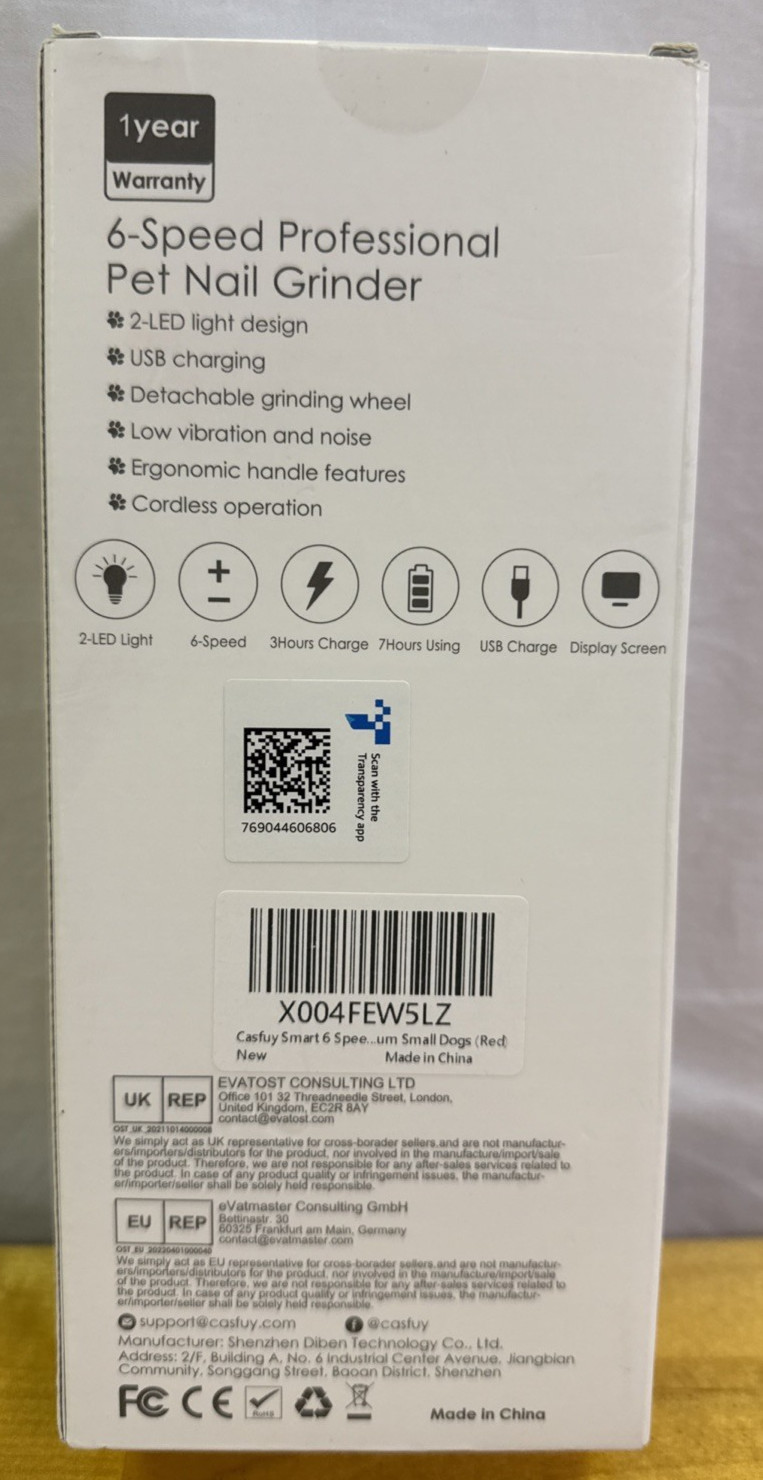 1year
Warranty
6-Speed Professional
Pet Nail Grinder
2-LED light design
USB charging
Detachable grinding wheel
Low vibration and noise
Ergonomic handle features
Cordless operation
2-LED Light
6-Speed
3Hours Charge
7Hours Using
USB Charge
Display Screen
Scan with the
Transparency app
769044606806
X004FEW5LZ
Casfuy Smart 6 Spee...um Small Dogs (Red)
New Made in China
UK REP
EVATOST CONSULTING LTD
Office 101 32 Threadneedle Street, London,
United Kingdom, EC2R 8AY
contact@evatost.com
OST_UK_20211014000008
We simply act as UK representative for cross-borader sellers,and are not manufactur-
ers/importers/distributors for the product, nor involved in the manufacture/import/sale
of the product. Therefore, we are not responsible for any after-sales services related to
the product. In case of any product quality or infringement issues, the manufactur-
er/importer/seller shall be solely held responsible.
EU REP
eVatmaster Consulting GmbH
Bettinastr. 30
60325 Frankfurt am Main, Germany
contact@evatmaster.com
OST_EU_20220401000040
We simply act as EU representative for cross-borader sellers,and are not manufactur-
ers/importers/distributors for the product, nor involved in the manufacture/import/sale
of the product. Therefore, we are not responsible for any after-sales services related to
the product. In case of any product quality or infringement issues, the manufactur-
er/importer/seller shall be solely held responsible.
support@casfuy.com @casfuy
Manufacturer: Shenzhen Diben Technology Co., Ltd.
Address: 2/F, Building A, No. 6 Industrial Center Avenue, Jiangbian
Community, Songgang Street, Baoan District, Shenzhen
FC CE RoHS Made in China